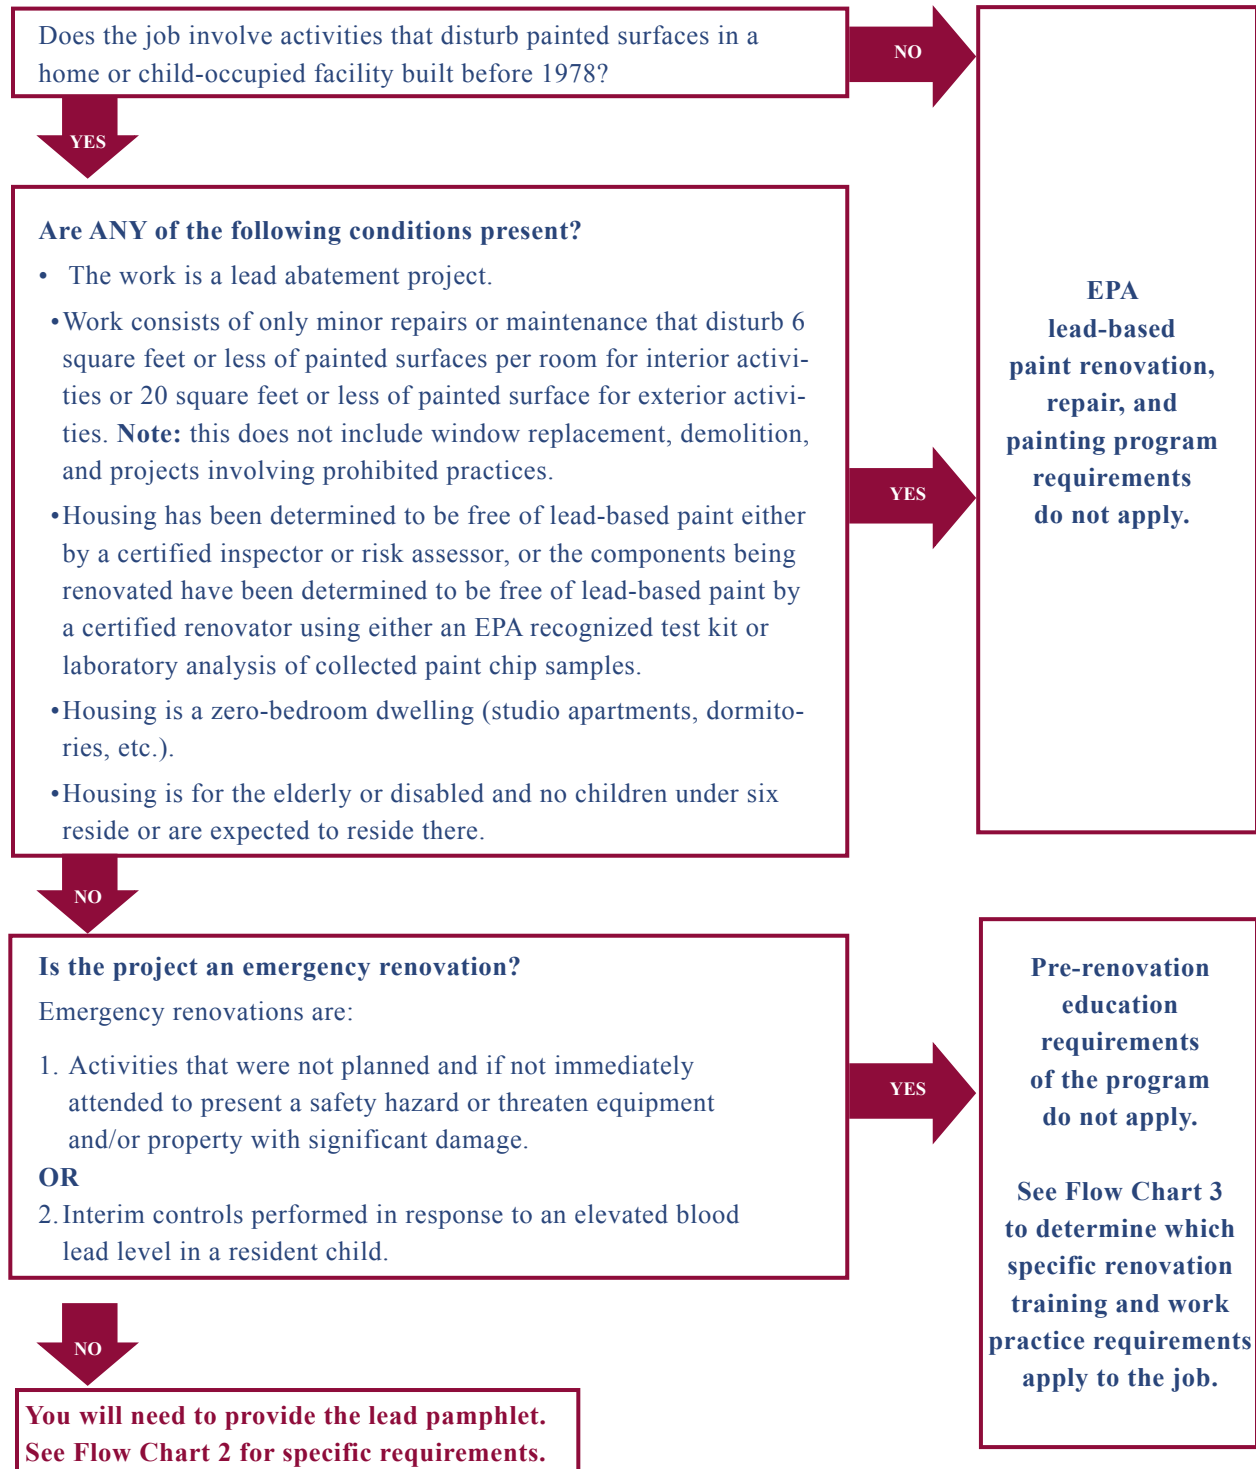 Does the job involve activities that disturb painted surfaces in a
home or child-occupied facility built before 1978?
NO
YES
Are ANY of the following conditions present?
• The work is a lead abatement project.
•Work consists of only minor repairs or maintenance that disturb 6
square feet or less of painted surfaces per room for interior activi-
ties or 20 square feet or less of painted surface for exterior activi-
ties. Note: this does not include window replacement, demolition,
and projects involving prohibited practices.
•Housing has been determined to be free of lead-based paint either
by a certified inspector or risk assessor, or the components being
renovated have been determined to be free of lead-based paint by
a certified renovator using either an EPA recognized test kit or
laboratory analysis of collected paint chip samples.
•Housing is a zero-bedroom dwelling (studio apartments, dormito-
ries, etc.).
•Housing is for the elderly or disabled and no children under six
reside or are expected to reside there.
YES
EPA
lead-based
paint renovation,
repair, and
painting program
requirements
do not apply.
NO
Is the project an emergency renovation?
Emergency renovations are:
1. Activities that were not planned and if not immediately
attended to present a safety hazard or threaten equipment
and/or property with significant damage.
OR
2. Interim controls performed in response to an elevated blood
lead level in a resident child.
YES
Pre-renovation
education
requirements
of the program
do not apply.
See Flow Chart 3
to determine which
specific renovation
training and work
practice requirements
apply to the job.
NO
You will need to provide the lead pamphlet.
See Flow Chart 2 for specific requirements.